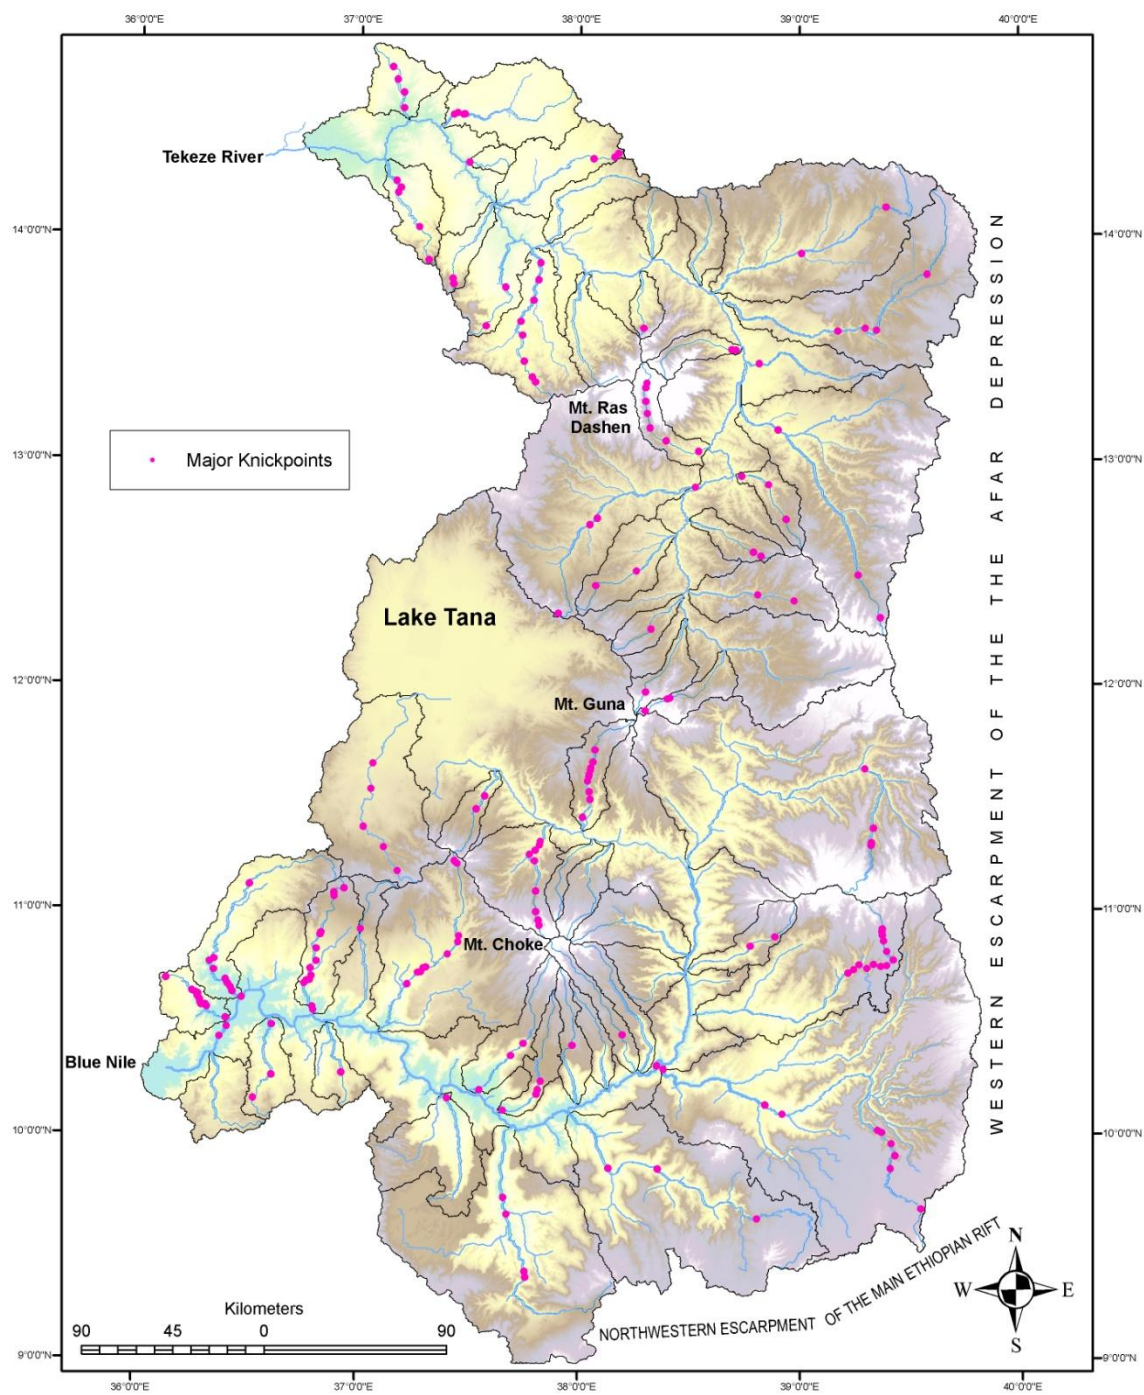 36°0'0"E 37°0'0"E 38°0'0"E 39°0'0"E 40°0'0"E
Tekeze River
14°0'0"N
14°0'0"N
Mt. Ras
Dashen
Major Knickpoints
13°0'0"N
13°0'0"N
Lake Tana
12°0'0"N
12°0'0"N
Mt. Guna
WESTERN ESCARPMENT OF THE AFAR DEPRESSION
11°0'0"N
11°0'0"N
Mt. Choke
Blue Nile
10°0'0"N
10°0'0"N
NORTHWESTERN ESCARPMENT OF THE MAIN ETHIOPIAN RIFT
N
W E
S
Kilometers
90 45 0 90
9°0'0"N
9°0'0"N
36°0'0"E 37°0'0"E 38°0'0"E 39°0'0"E 40°0'0"E